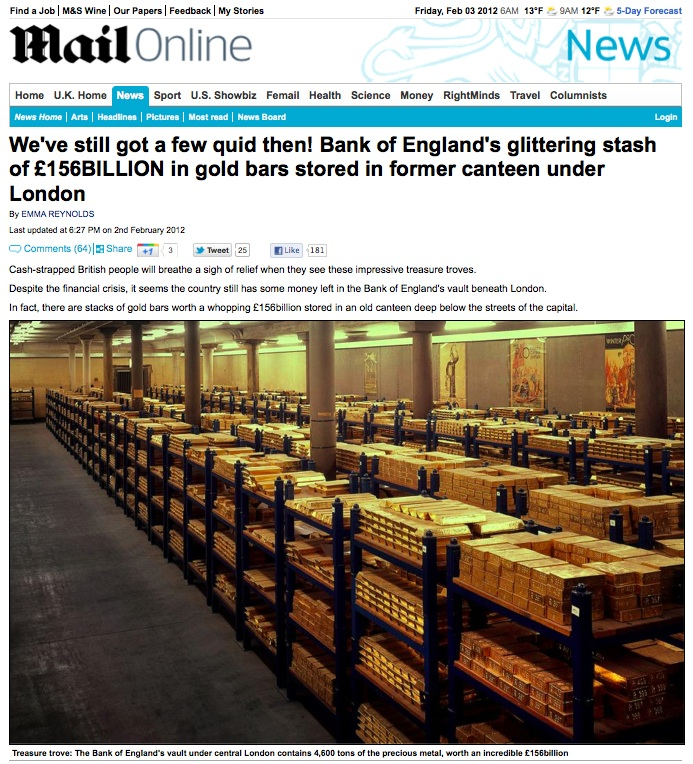 Find a Job M&S Wine Our Papers Feedback My Stories
Friday, Feb 03 2012 6AM 13°F 9AM 12°F 5-Day Forecast
Mail Online
News
Home U.K. Home News Sport U.S. Showbiz Femail Health Science Money RightMinds Travel Columnists
News Home Arts Headlines Pictures Most read News Board Login
We've still got a few quid then! Bank of England's glittering stash
of £156BILLION in gold bars stored in former canteen under
London
By EMMA REYNOLDS
Last updated at 6:27 PM on 2nd February 2012
Comments (64) Share +1 3 Tweet 25 Like 181
Cash-strapped British people will breathe a sigh of relief when they see these impressive treasure troves.
Despite the financial crisis, it seems the country still has some money left in the Bank of England's vault beneath London.
In fact, there are stacks of gold bars worth a whopping £156billion stored in an old canteen deep below the streets of the capital.
WINTER
Treasure trove: The Bank of England's vault under central London contains 4,600 tons of the precious metal, worth an incredible £156billion